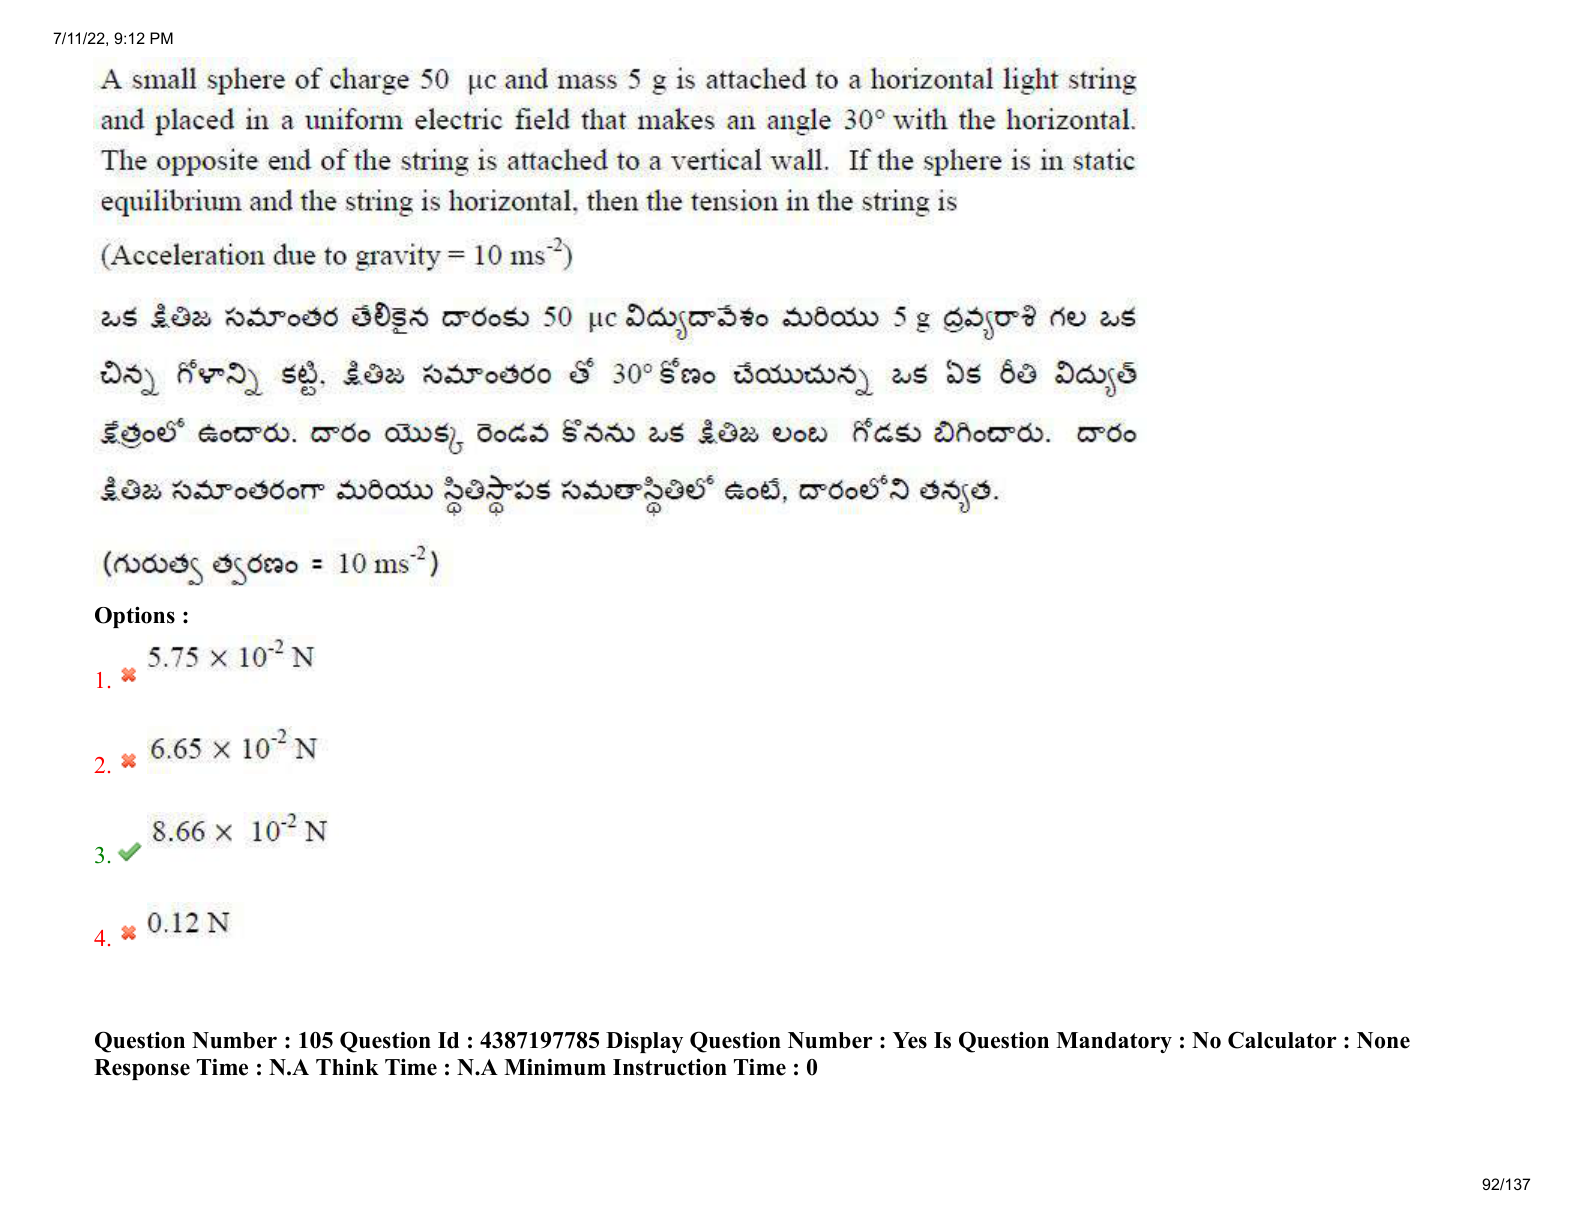 7/11/22, 9:12 PM
A small sphere of charge 50 μc and mass 5 g is attached to a horizontal light string
and placed in a uniform electric field that makes an angle 30° with the horizontal.
The opposite end of the string is attached to a vertical wall. If the sphere is in static
equilibrium and the string is horizontal, then the tension in the string is
(Acceleration due to gravity = 10 ms⁻²)
ఒక క్షితిజ సమాంతర తేలికైన దారంకు 50 μc విద్యుదావేశం మరియు 5 g ద్రవ్యరాశి గల ఒక
చిన్న గోళాన్ని కట్టి, క్షితిజ సమాంతరం తో 30° కోణం చేయుచున్న ఒక ఏక రీతి విద్యుత్
క్షేత్రంలో ఉందారు. దారం యొక్క రెండవ కొనను ఒక క్షితిజ లంబ గోడకు బిగించారు. దారం
క్షితిజ సమాంతరంగా మరియు స్థితిస్థాపక సమతాస్థితిలో ఉంటే, దారంలోని తన్యత.
(గురుత్వ త్వరణం = 10 ms⁻²)
Options :
1. 5.75 × 10⁻² N
2. 6.65 × 10⁻² N
3. 8.66 × 10⁻² N
4. 0.12 N
Question Number : 105 Question Id : 4387197785 Display Question Number : Yes Is Question Mandatory : No Calculator : None
Response Time : N.A Think Time : N.A Minimum Instruction Time : 0
92/137